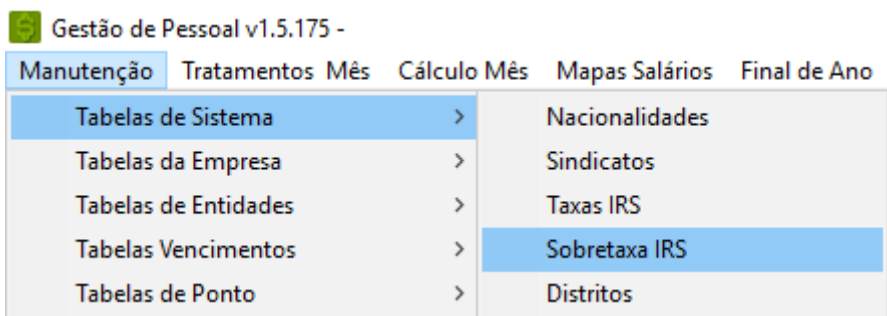 Gestão de Pessoal v1.5.175 -
Manutenção Tratamentos Mês Cálculo Mês Mapas Salários Final de Ano
Tabelas de Sistema > Nacionalidades
Tabelas da Empresa > Sindicatos
Tabelas de Entidades > Taxas IRS
Tabelas Vencimentos > Sobretaxa IRS
Tabelas de Ponto > Distritos